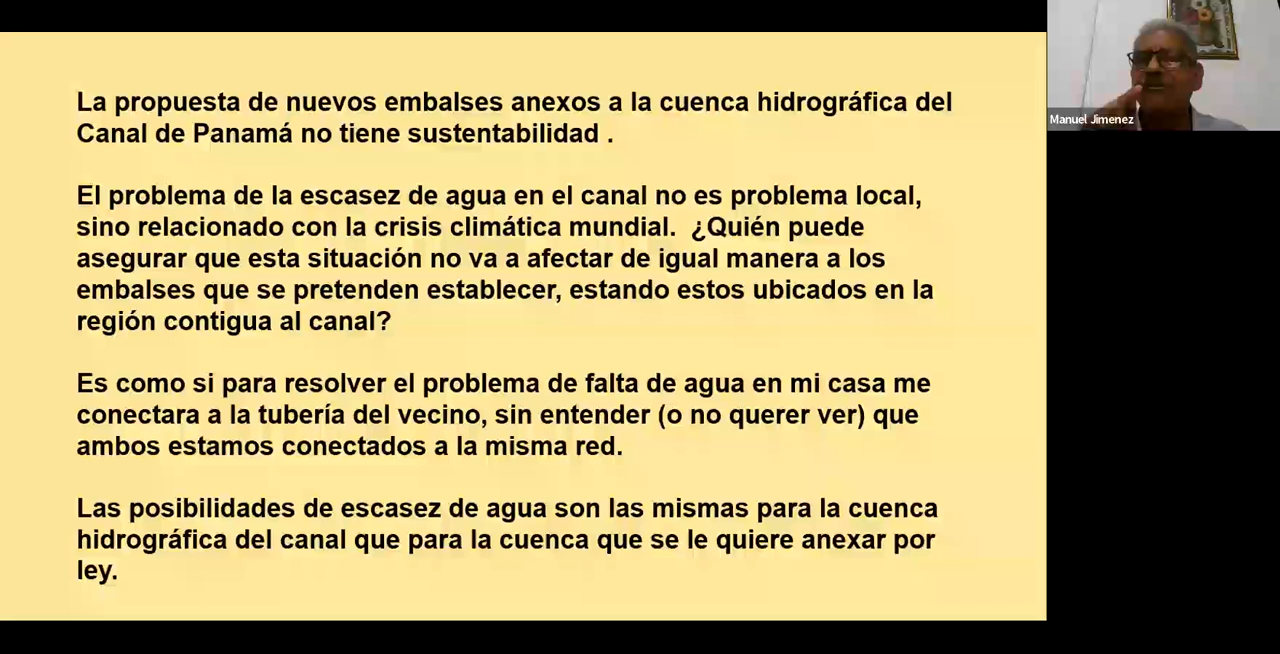 La propuesta de nuevos embalses anexos a la cuenca hidrográfica del
Canal de Panamá no tiene sustentabilidad .
El problema de la escasez de agua en el canal no es problema local,
sino relacionado con la crisis climática mundial.  ¿Quién puede
asegurar que esta situación no va a afectar de igual manera a los
embalses que se pretenden establecer, estando estos ubicados en la
región contigua al canal?
Es como si para resolver el problema de falta de agua en mi casa me
conectara a la tubería del vecino, sin entender (o no querer ver) que
ambos estamos conectados a la misma red.
Las posibilidades de escasez de agua son las mismas para la cuenca
hidrográfica del canal que para la cuenca que se le quiere anexar por
ley.
Manuel Jimenez